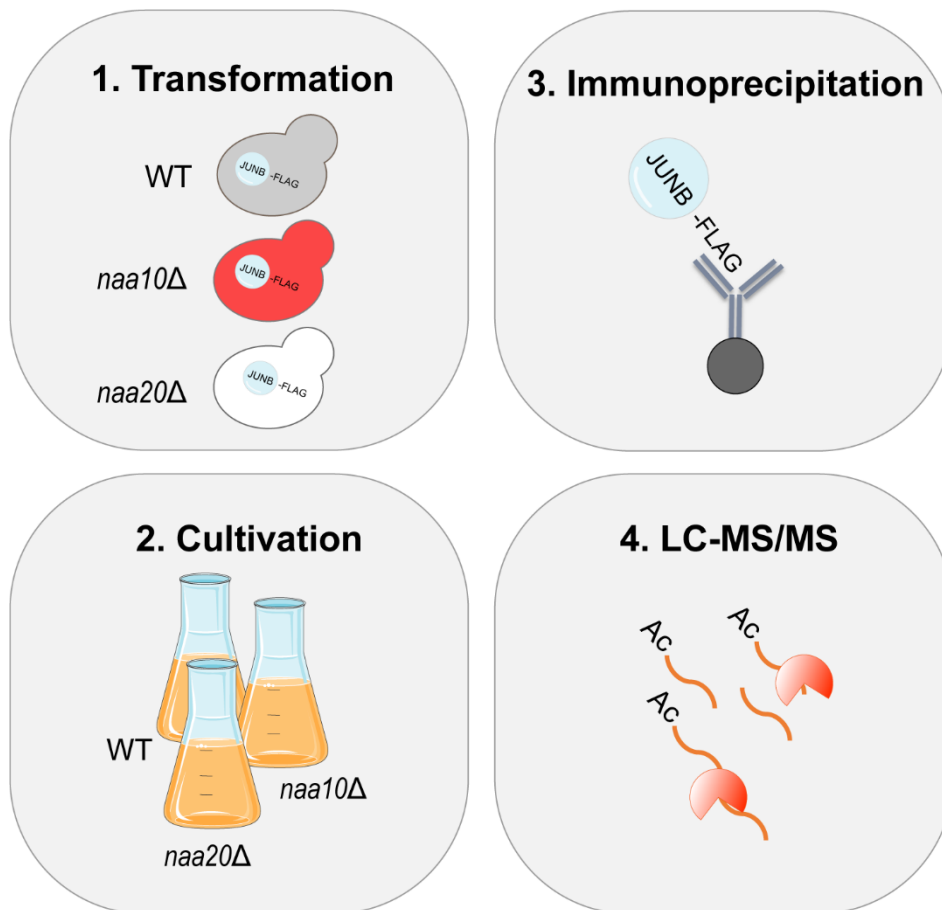 1. Transformation
WT
JUNB
-FLAG
naa10Δ
JUNB
-FLAG
naa20Δ
JUNB
-FLAG
2. Cultivation
WT
naa10Δ
naa20Δ
3. Immunoprecipitation
JUNB
-FLAG
4. LC-MS/MS
Ac
Ac
Ac